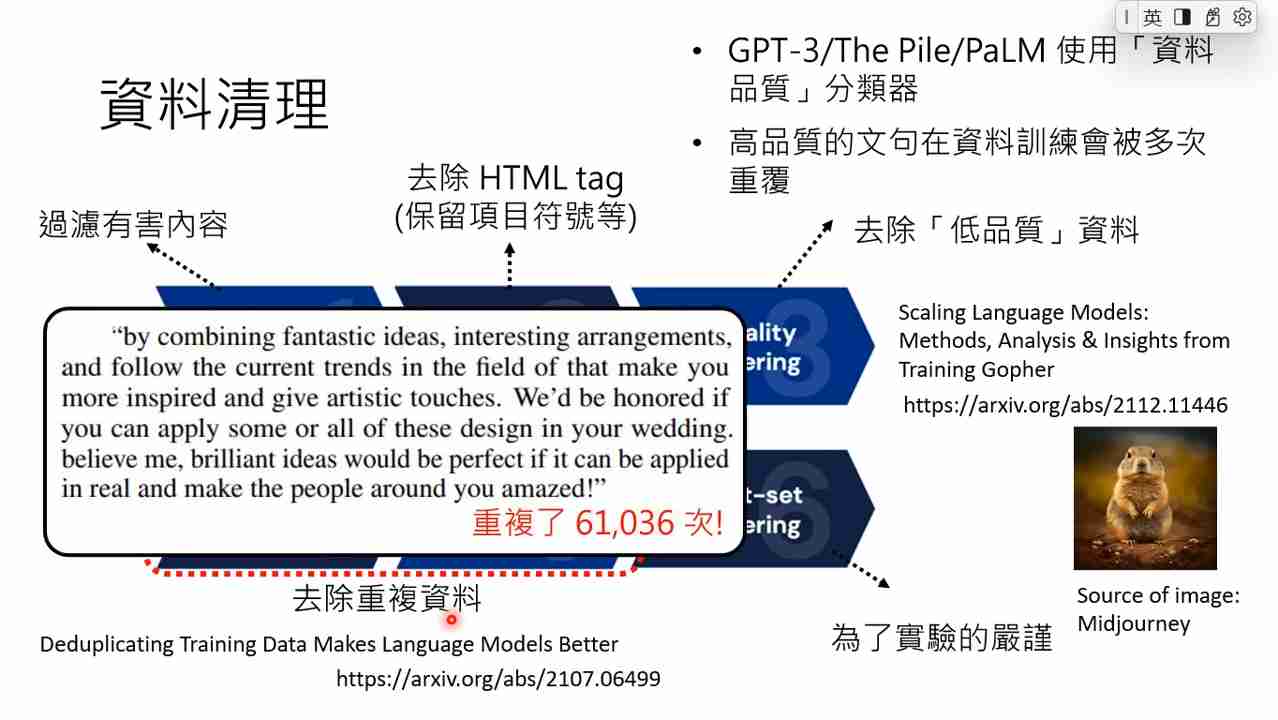 英
資料清理
• GPT-3/The Pile/PaLM 使用「資料
品質」分類器
• 高品質的文句在資料訓練會被多次
重覆
過濾有害內容
去除 HTML tag
(保留項目符號等)
去除「低品質」資料
“by combining fantastic ideas, interesting arrangements,
and follow the current trends in the field of that make you
more inspired and give artistic touches. We’d be honored if
you can apply some or all of these design in your wedding.
believe me, brilliant ideas would be perfect if it can be applied
in real and make the people around you amazed!”
重複了 61,036 次!
3
ality
ering
6
t-set
ering
Scaling Language Models:
Methods, Analysis & Insights from
Training Gopher
https://arxiv.org/abs/2112.11446
去除重複資料
Deduplicating Training Data Makes Language Models Better
https://arxiv.org/abs/2107.06499
為了實驗的嚴謹
Source of image:
Midjourney